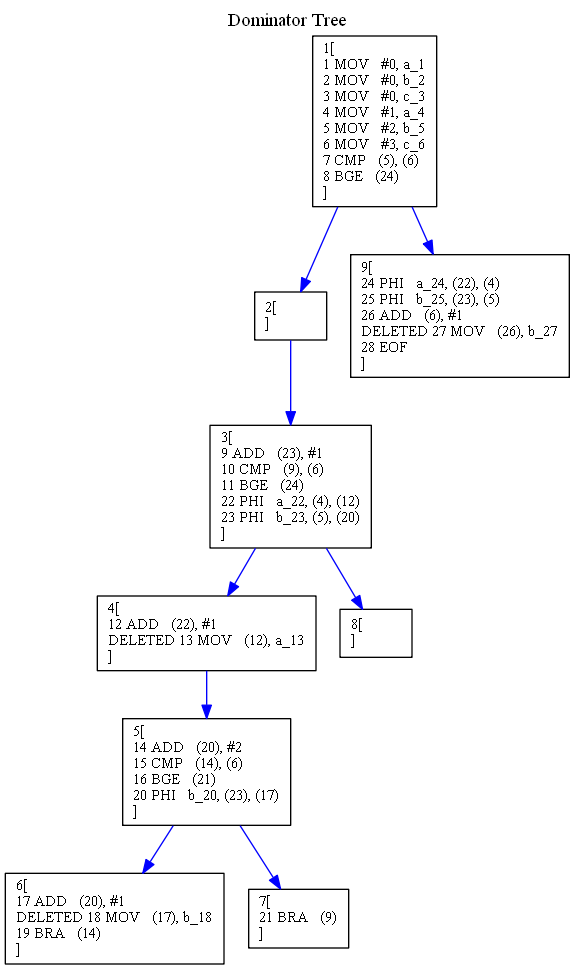 Dominator Tree
1[
1 MOV #0, a_1
2 MOV #0, b_2
3 MOV #0, c_3
4 MOV #1, a_4
5 MOV #2, b_5
6 MOV #3, c_6
7 CMP (5), (6)
8 BGE (24)
]
9[
24 PHI a_24, (22), (4)
25 PHI b_25, (23), (5)
26 ADD (6), #1
DELETED 27 MOV (26), b_27
28 EOF
]
2[
]
3[
9 ADD (23), #1
10 CMP (9), (6)
11 BGE (24)
22 PHI a_22, (4), (12)
23 PHI b_23, (5), (20)
]
4[
12 ADD (22), #1
DELETED 13 MOV (12), a_13
]
8[
]
5[
14 ADD (20), #2
15 CMP (14), (6)
16 BGE (21)
20 PHI b_20, (23), (17)
]
6[
17 ADD (20), #1
DELETED 18 MOV (17), b_18
19 BRA (14)
]
7[
21 BRA (9)
]